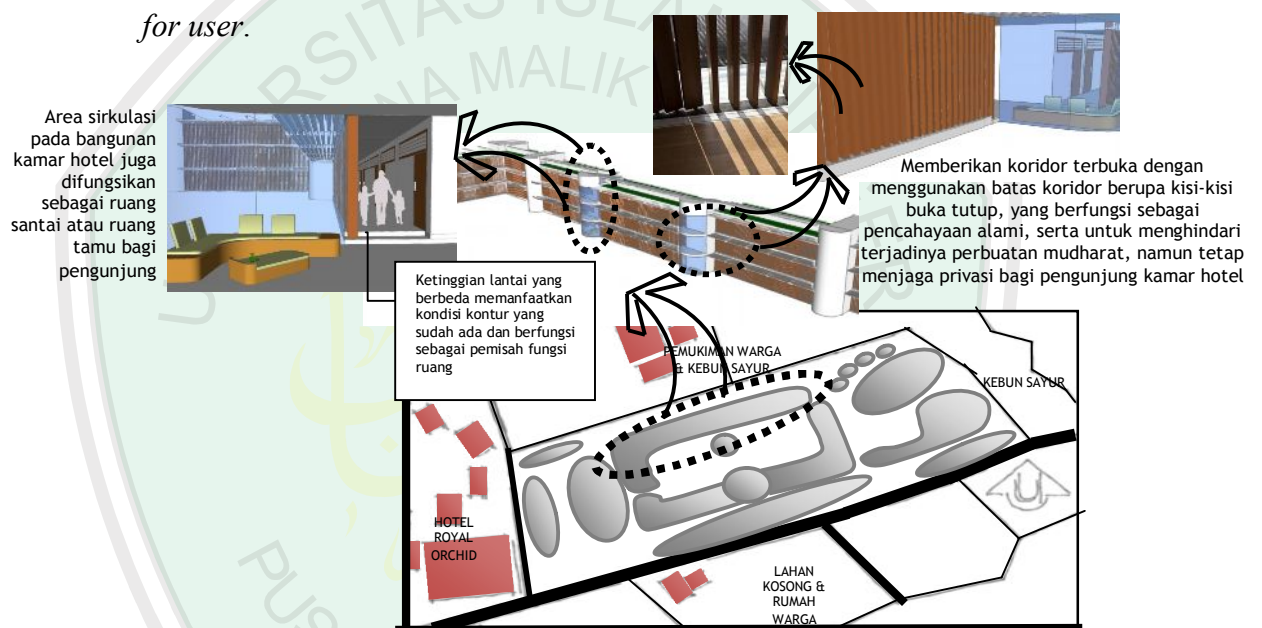 for user.
Area sirkulasi
pada bangunan
kamar hotel juga
difungsikan
sebagai ruang
santai atau ruang
tamu bagi
pengunjung
Memberikan koridor terbuka dengan
menggunakan batas koridor berupa kisi-kisi
buka tutup, yang berfungsi sebagai
pencahayaan alami, serta untuk menghindari
terjadinya perbuatan mudharat, namun tetap
menjaga privasi bagi pengunjung kamar hotel
Ketinggian lantai yang
berbeda memanfaatkan
kondisi kontur yang
sudah ada dan berfungsi
sebagai pemisah fungsi
ruang
PEMUKIMAN WARGA
& KEBUN SAYUR
KEBUN SAYUR
HOTEL
ROYAL
ORCHID
LAHAN
KOSONG &
RUMAH
WARGA
U